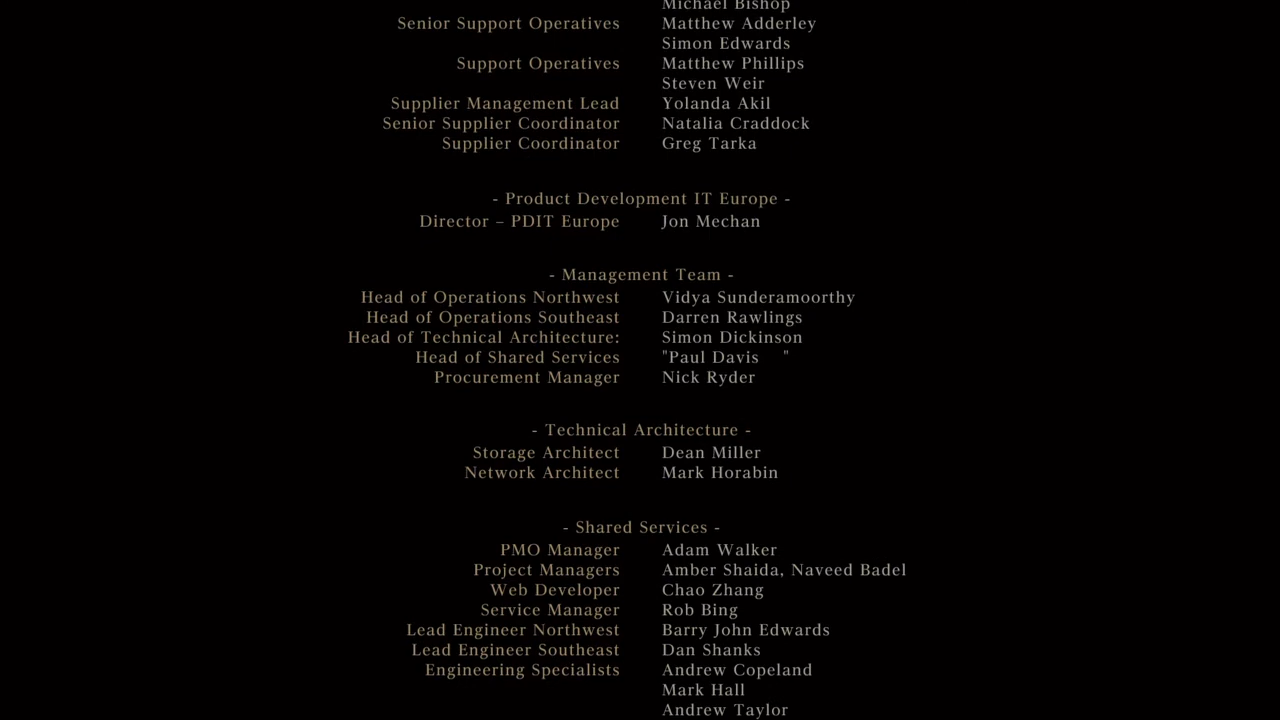 Michael Bishop
Senior Support Operatives Matthew Adderley
Simon Edwards
Support Operatives Matthew Phillips
Steven Weir
Supplier Management Lead Yolanda Akil
Senior Supplier Coordinator Natalia Craddock
Supplier Coordinator Greg Tarka
- Product Development IT Europe -
Director – PDIT Europe Jon Mechan
- Management Team -
Head of Operations Northwest Vidya Sunderamoorthy
Head of Operations Southeast Darren Rawlings
Head of Technical Architecture: Simon Dickinson
Head of Shared Services "Paul Davis "
Procurement Manager Nick Ryder
- Technical Architecture -
Storage Architect Dean Miller
Network Architect Mark Horabin
- Shared Services -
PMO Manager Adam Walker
Project Managers Amber Shaida, Naveed Badel
Web Developer Chao Zhang
Service Manager Rob Bing
Lead Engineer Northwest Barry John Edwards
Lead Engineer Southeast Dan Shanks
Engineering Specialists Andrew Copeland
Mark Hall
Andrew Taylor